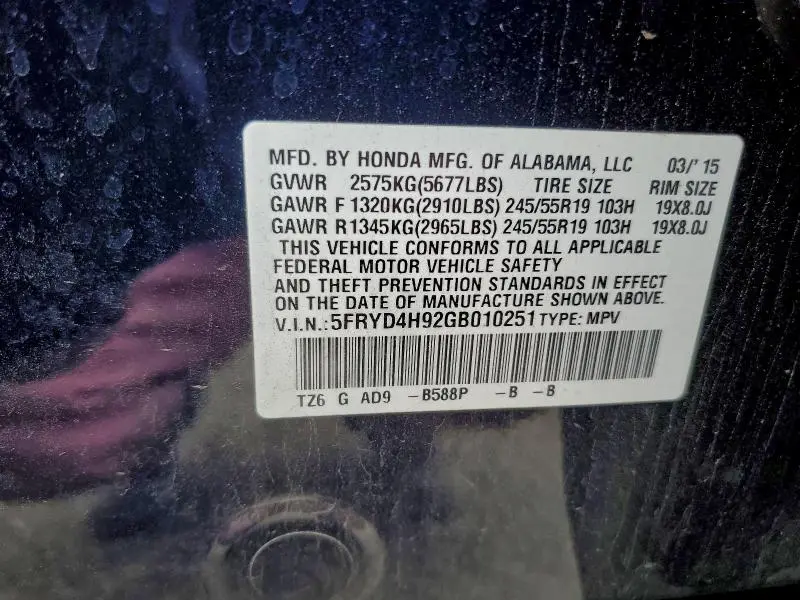 MFD. BY HONDA MFG. OF ALABAMA, LLC 03/'15
GVWR 2575KG(5677LBS) TIRE SIZE RIM SIZE
GAWR F 1320KG(2910LBS) 245/55R19 103H 19X8.0J
GAWR R1345KG(2965LBS) 245/55R19 103H 19X8.0J
THIS VEHICLE CONFORMS TO ALL APPLICABLE
FEDERAL MOTOR VEHICLE SAFETY
AND THEFT PREVENTION STANDARDS IN EFFECT
ON THE DATE OF MANUFACTURE SHOWN ABOVE.
V.I.N.:5FRYD4H92GB010251 TYPE: MPV
TZ6 G AD9 -B588P -B -B